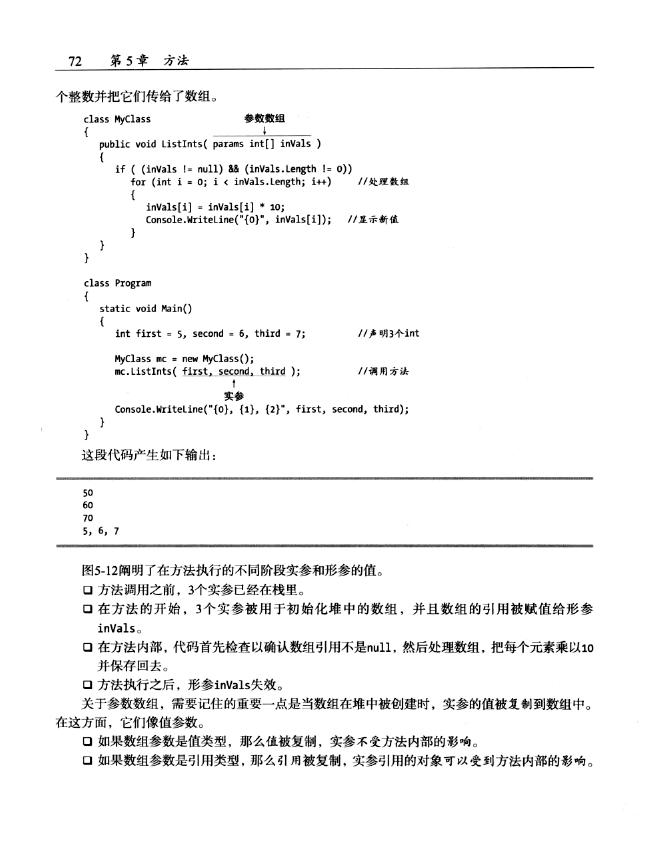 72 第5章 方法
个整数并把它们传给了数组。
class MyClass 参数数组
{ ↓
public void ListInts( params int[] inVals )
{
if ( (inVals != null) && (inVals.Length != 0))
for (int i = 0; i < inVals.Length; i++) //处理数组
{
inVals[i] = inVals[i] * 10;
Console.WriteLine("{0}", inVals[i]); //显示新值
}
}
}
class Program
{
static void Main()
{
int first = 5, second = 6, third = 7; //声明3个int
MyClass mc = new MyClass();
mc.ListInts( first, second, third ); //调用方法
↑
实参
Console.WriteLine("{0}, {1}, {2}", first, second, third);
}
}
这段代码产生如下输出：
50
60
70
5, 6, 7
图5-12阐明了在方法执行的不同阶段实参和形参的值。
❑ 方法调用之前，3个实参已经在栈里。
❑ 在方法的开始，3个实参被用于初始化堆中的数组，并且数组的引用被赋值给形参
inVals。
❑ 在方法内部，代码首先检查以确认数组引用不是null，然后处理数组，把每个元素乘以10
并保存回去。
❑ 方法执行之后，形参inVals失效。
关于参数数组，需要记住的重要一点是当数组在堆中被创建时，实参的值被复制到数组中。
在这方面，它们像值参数。
❑ 如果数组参数是值类型，那么值被复制，实参不受方法内部的影响。
❑ 如果数组参数是引用类型，那么引用被复制，实参引用的对象可以受到方法内部的影响。